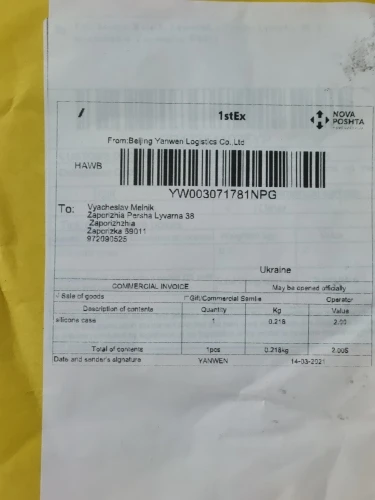 1stEx
NOVA
POSHTA
From:Beijing Yanwen Logistics Co..Ltd
HAWB
YW003071781NPG
To:
Vyacheslav Melnik
Zaporizhia Persha Lyvarna 38
Zaporizhzhia
Zaporizka 69011
972090525
Ukraine
COMMERCIAL INVOICE
May be opened officially
Sale of goods
Gift/Commercial Samlle
Operator
Description of contents
Quantity
Kg
Value
silicone case
1
0.218
2.00
Total of contents
1pcs
0.218kg
2.00$
Date and sender's signature
YANWEN
14-03-2021